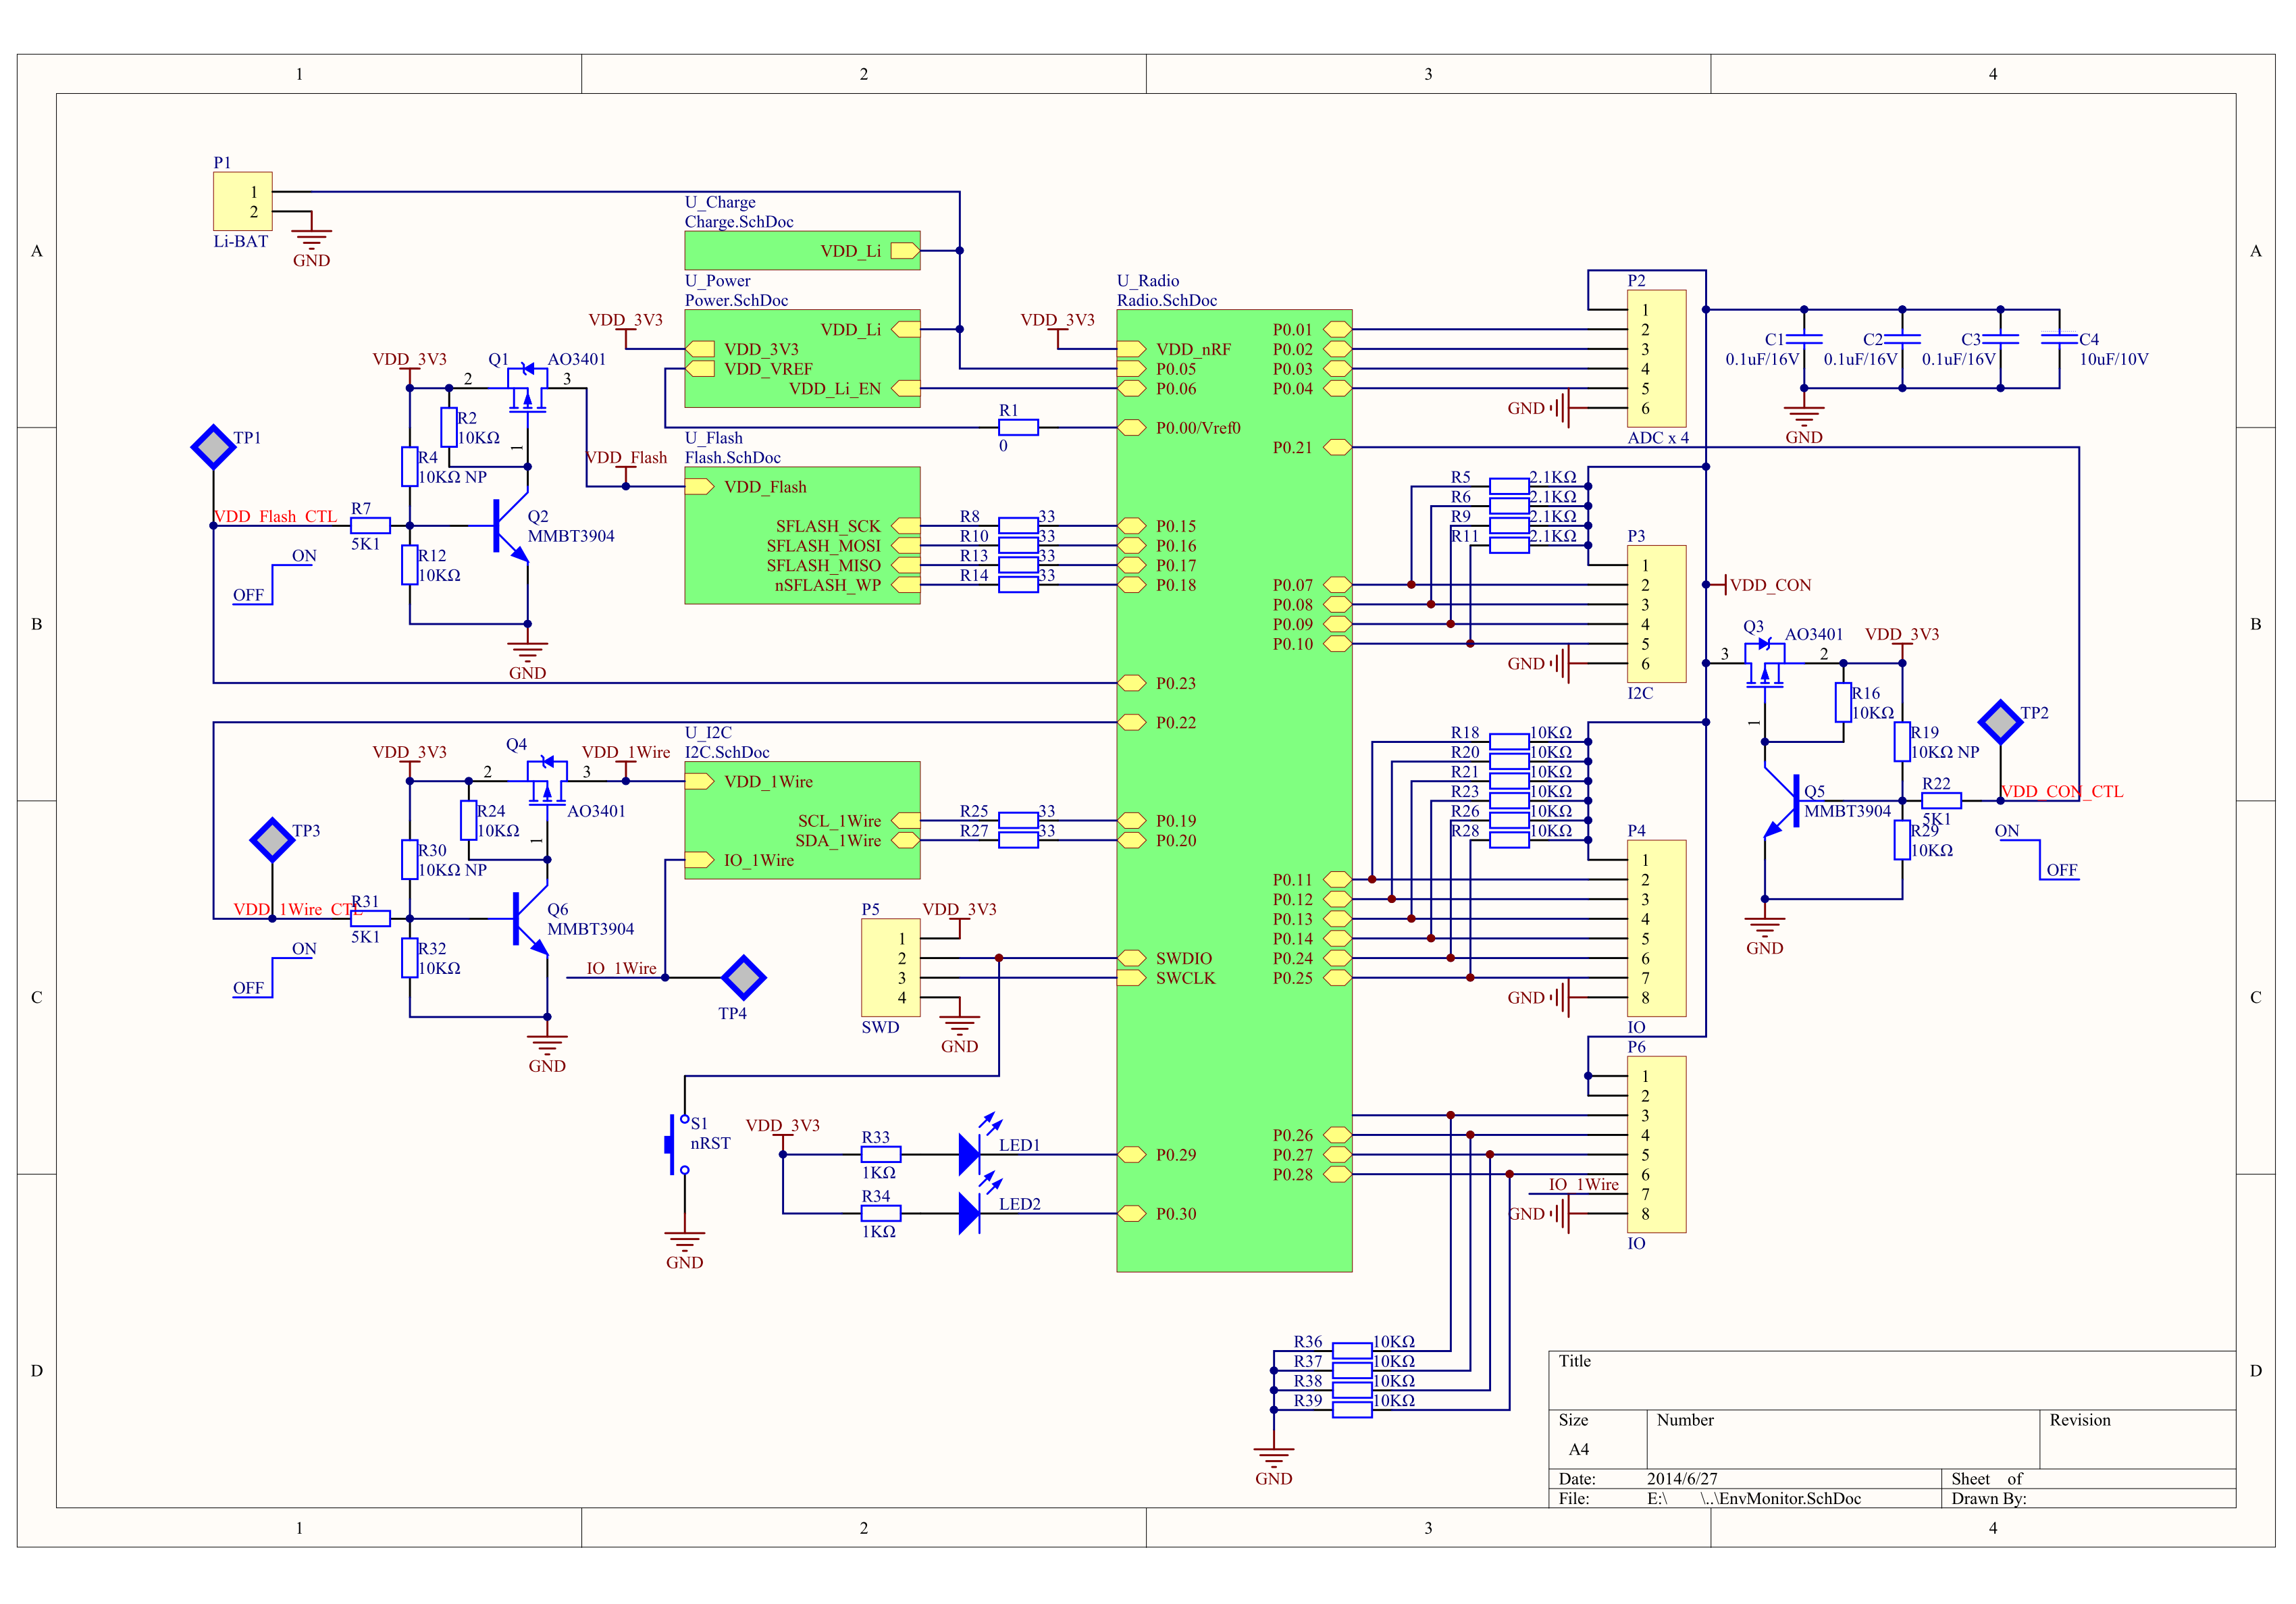 1
2
3
4
A
A
P1
1
2
Li-BAT
GND
U_Charge
Charge.SchDoc
VDD_Li
U_Power
Power.SchDoc
VDD_Li
VDD_3V3
VDD_VREF
VDD_Li_EN
VDD_3V3
R1
0
U_Flash
Flash.SchDoc
VDD_Flash
VDD_Flash
SFLASH_SCK
SFLASH_MOSI
SFLASH_MISO
nSFLASH_WP
R8
33
R10
33
R13
33
R14
33
VDD_3V3
Q1
AO3401
2
3
1
R2
10KΩ
R4
10KΩ NP
TP1
VDD_Flash_CTL
R7
5K1
Q2
MMBT3904
R12
10KΩ
ON
OFF
GND
B
B
U_Radio
Radio.SchDoc
VDD_3V3
VDD_nRF
P0.05
P0.06
P0.00/Vref0
P0.15
P0.16
P0.17
P0.18
P0.23
P0.22
P0.19
P0.20
SWDIO
SWCLK
P0.29
P0.30
P0.01
P0.02
P0.03
P0.04
P0.21
P0.07
P0.08
P0.09
P0.10
P0.11
P0.12
P0.13
P0.14
P0.24
P0.25
P0.26
P0.27
P0.28
P2
1
2
3
4
5
6
GND
ADC x 4
C1
0.1uF/16V
C2
0.1uF/16V
C3
0.1uF/16V
C4
10uF/10V
GND
R5
2.1KΩ
R6
2.1KΩ
R9
2.1KΩ
R11
2.1KΩ
P3
1
2
3
4
5
6
GND
I2C
VDD_CON
Q3
AO3401
VDD_3V3
3
2
1
R16
10KΩ
R19
10KΩ NP
TP2
R22
5K1
VDD_CON_CTL
Q5
MMBT3904
R29
10KΩ
ON
OFF
GND
R18
10KΩ
R20
10KΩ
R21
10KΩ
R23
10KΩ
R26
10KΩ
R28
10KΩ
P4
1
2
3
4
5
6
7
8
GND
IO
VDD_3V3
Q4
AO3401
2
3
1
VDD_1Wire
R24
10KΩ
R30
10KΩ NP
TP3
VDD_1Wire_CTL
R31
5K1
Q6
MMBT3904
R32
10KΩ
ON
OFF
GND
U_I2C
I2C.SchDoc
VDD_1Wire
SCL_1Wire
SDA_1Wire
IO_1Wire
R25
33
R27
33
IO_1Wire
TP4
C
C
P5
VDD_3V3
1
2
3
4
SWD
GND
S1
nRST
GND
VDD_3V3
R33
1KΩ
LED1
R34
1KΩ
LED2
P6
1
2
3
4
5
6
7
8
IO_1Wire
GND
IO
R36
10KΩ
R37
10KΩ
R38
10KΩ
R39
10KΩ
GND
D
D
Title
Size
A4
Number
Revision
Date:
2014/6/27
Sheet of
File:
E:\ \..\EnvMonitor.SchDoc
Drawn By:
1
2
3
4